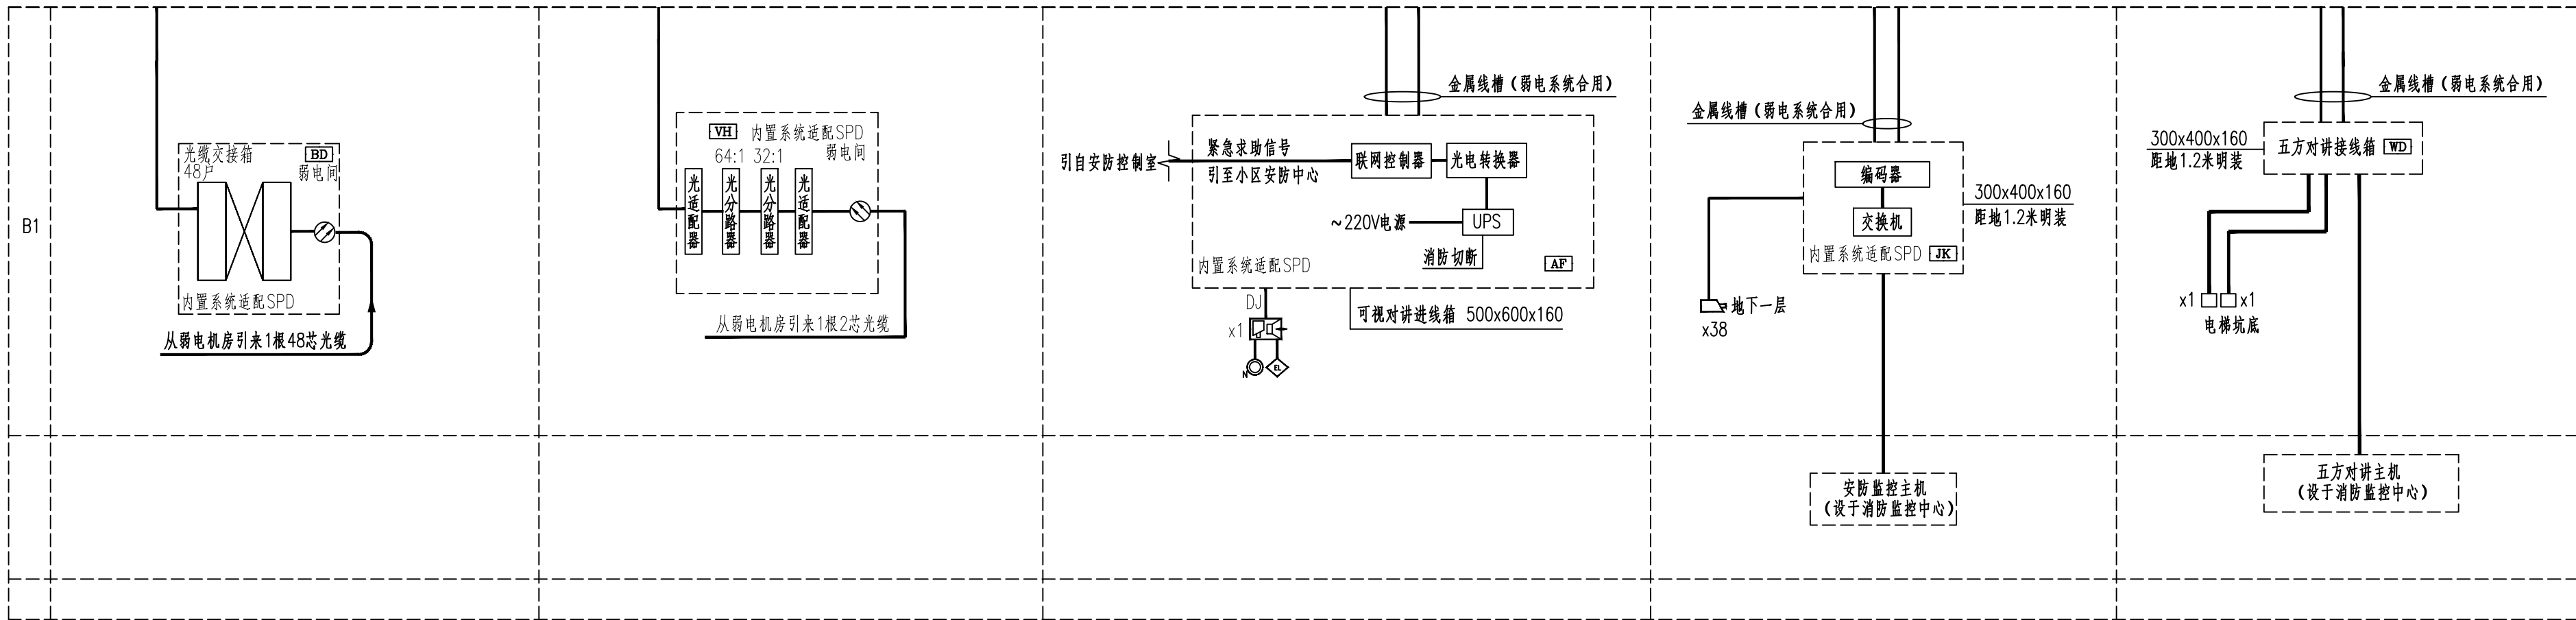 B1
光缆交接箱
48户
BD
弱电间
内置系统适配SPD
从弱电机房引来1根48芯光缆
VH
内置系统适配SPD
64:1 32:1
弱电间
光适配器
光分路器
光分路器
光适配器
从弱电机房引来1根2芯光缆
金属线槽（弱电系统合用）
引自安防控制室
紧急求助信号
引至小区安防中心
联网控制器
光电转换器
~220V电源
UPS
消防切断
内置系统适配SPD
AF
DJ
x1
N
EL
可视对讲进线箱 500x600x160
金属线槽（弱电系统合用）
编码器
交换机
内置系统适配SPD
JK
300x400x160
距地1.2米明装
地下一层
x38
安防监控主机
（设于消防监控中心）
金属线槽（弱电系统合用）
300x400x160
距地1.2米明装
五方对讲接线箱
WD
x1
x1
电梯坑底
五方对讲主机
（设于消防监控中心）